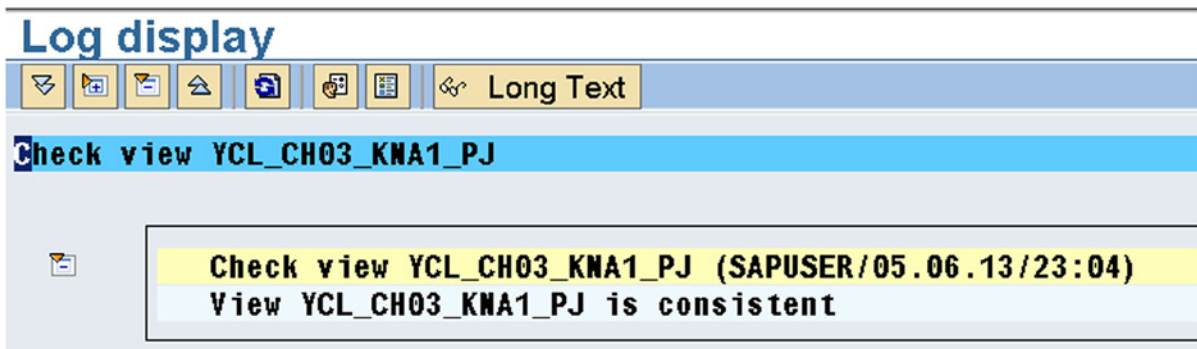 Log display
Long Text
Check view YCL_CH03_KNA1_PJ
Check view YCL_CH03_KNA1_PJ (SAPUSER/05.06.13/23:04)
View YCL_CH03_KNA1_PJ is consistent